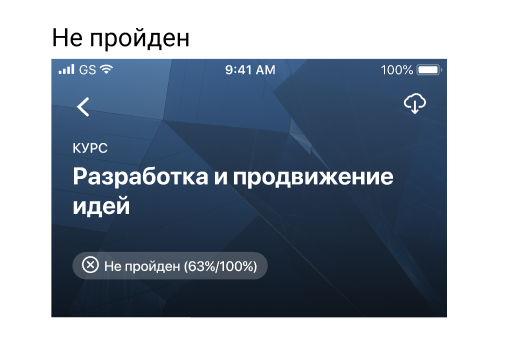 Не пройден
GS 9:41 AM 100%
КУРС
Разработка и продвижение
идей
Не пройден (63%/100%)